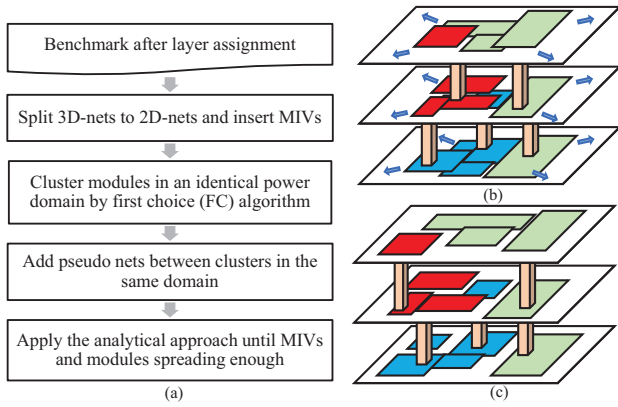 Benchmark after layer assignment
Split 3D-nets to 2D-nets and insert MIVs
Cluster modules in an identical power
domain by first choice (FC) algorithm
Add pseudo nets between clusters in the
same domain
Apply the analytical approach until MIVs
and modules spreading enough
(a)
(b)
(c)